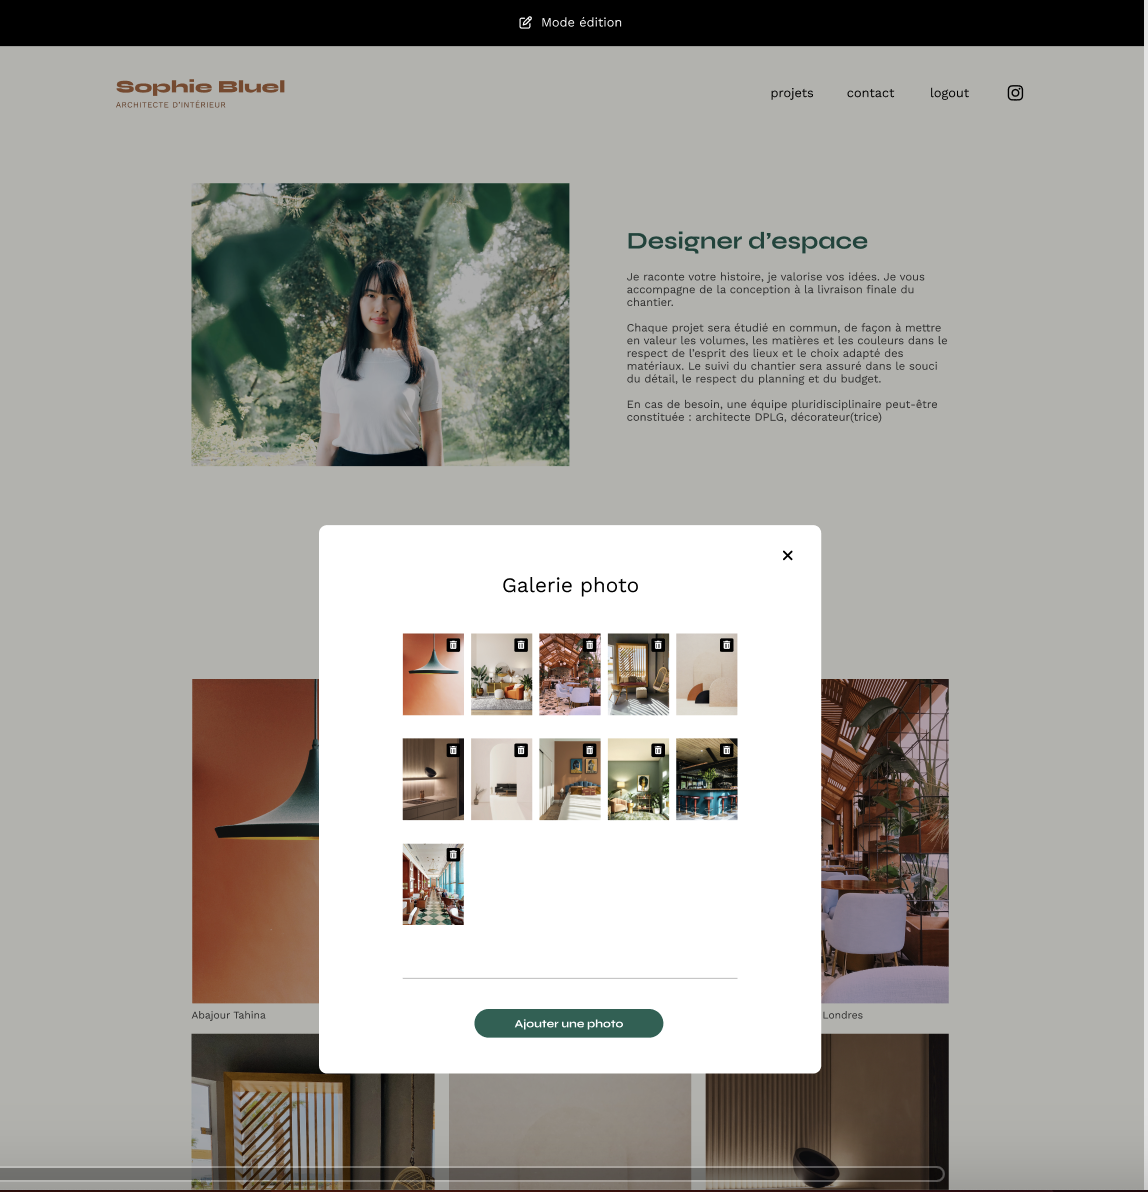 Mode édition
Sophie Bluel
ARCHITECTE D'INTÉRIEUR
projets
contact
logout
Designer d'espace
Je raconte votre histoire, je valorise vos idées. Je vous
accompagne de la conception à la livraison finale du
chantier.
Chaque projet sera étudié en commun, de façon à mettre
en valeur les volumes, les matières et les couleurs dans le
respect de l'esprit des lieux et le choix adapté des
matériaux. Le suivi du chantier sera assuré dans le souci
du détail, le respect du planning et du budget.
En cas de besoin, une équipe pluridisciplinaire peut-être
constituée : architecte DPLG, décorateur(trice)
Galerie photo
Ajouter une photo
Abajour Tahina
Londres